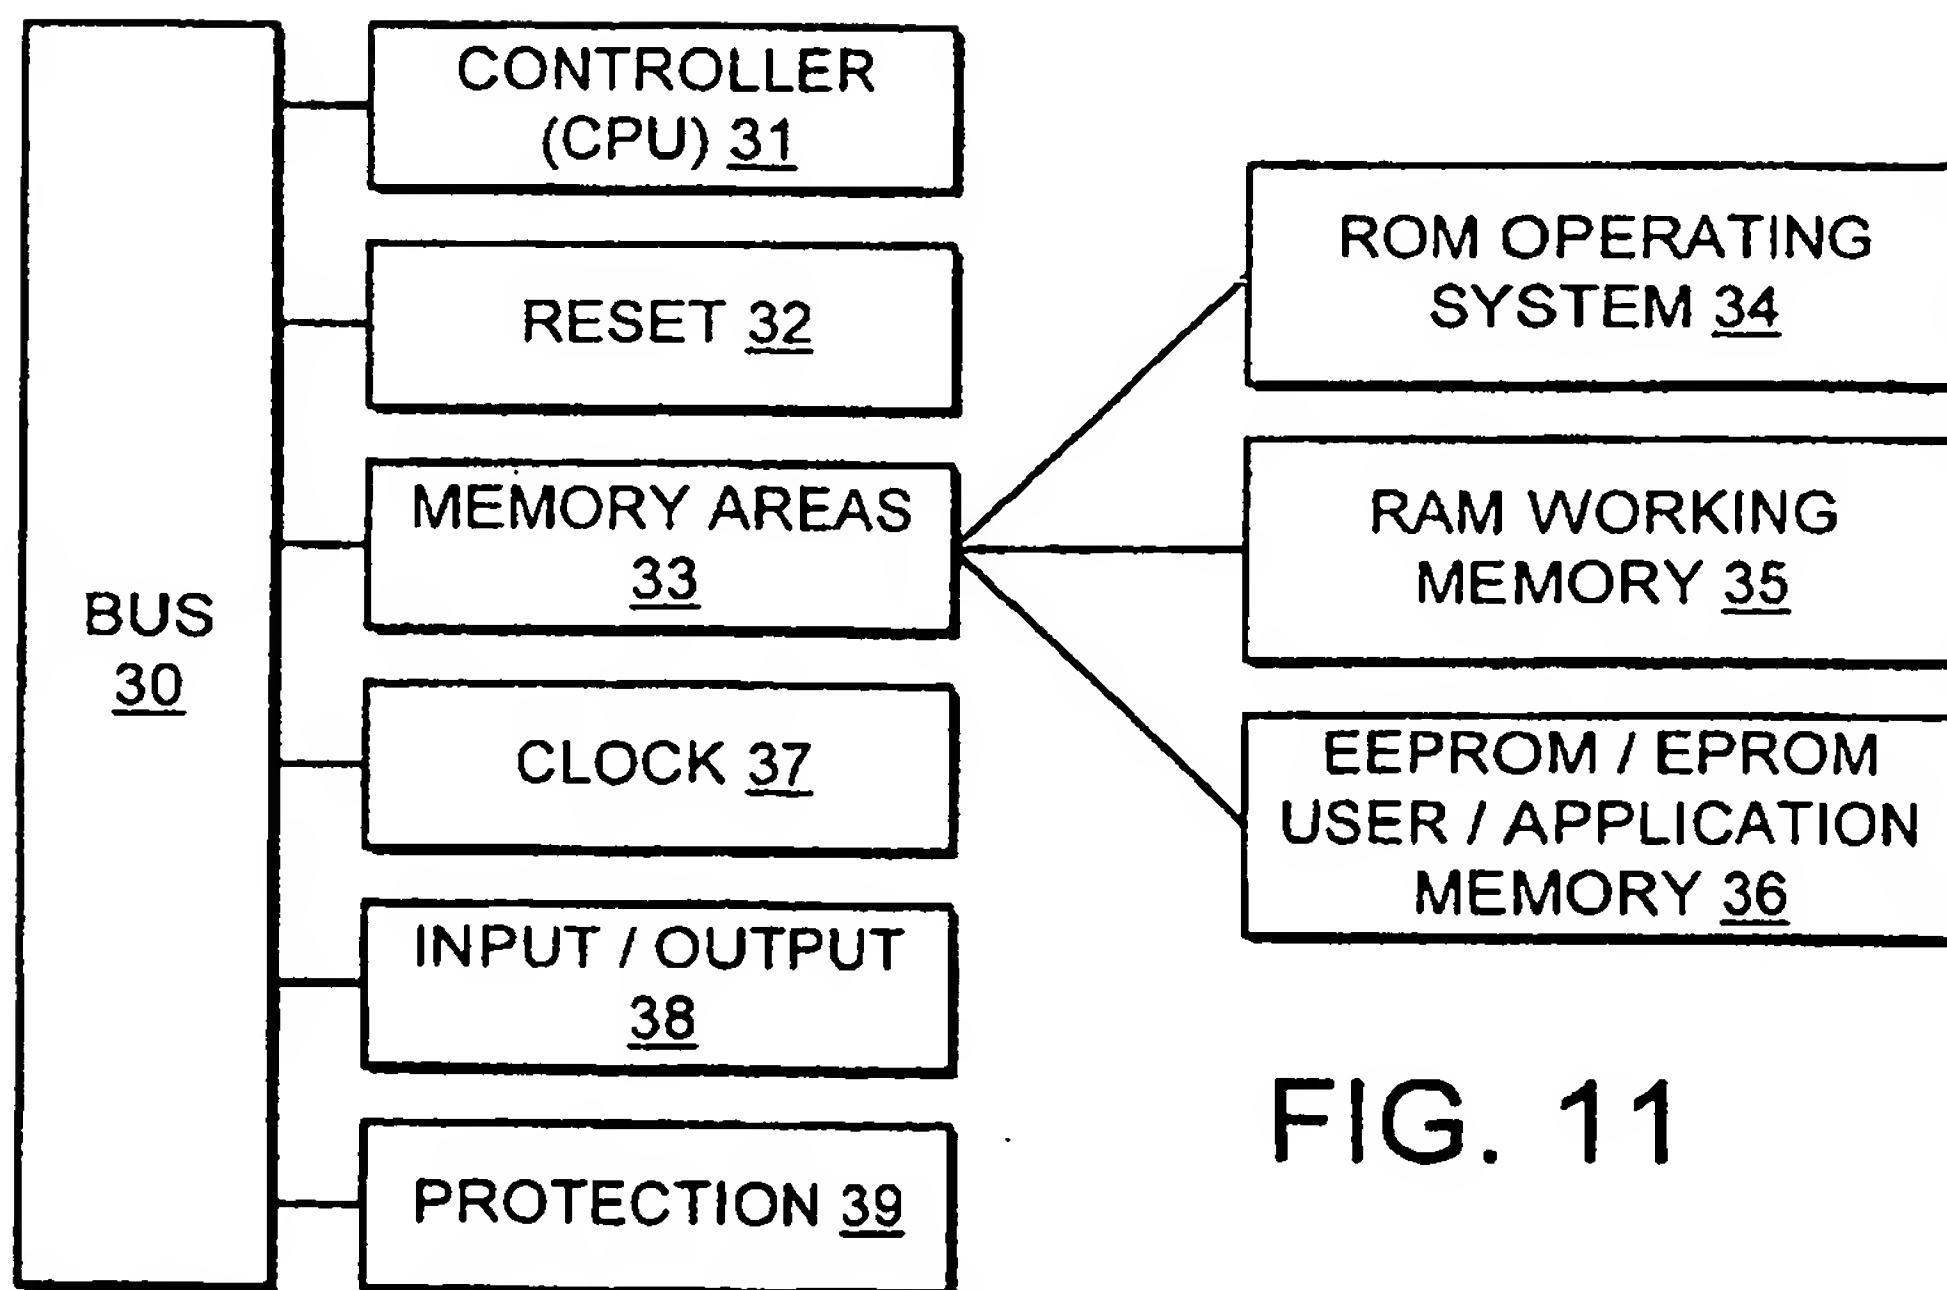 BUS
30
CONTROLLER
(CPU) 31
RESET 32
MEMORY AREAS
33
CLOCK 37
INPUT / OUTPUT
38
PROTECTION 39
ROM OPERATING
SYSTEM 34
RAM WORKING
MEMORY 35
EEPROM / EPROM
USER / APPLICATION
MEMORY 36
FIG. 11